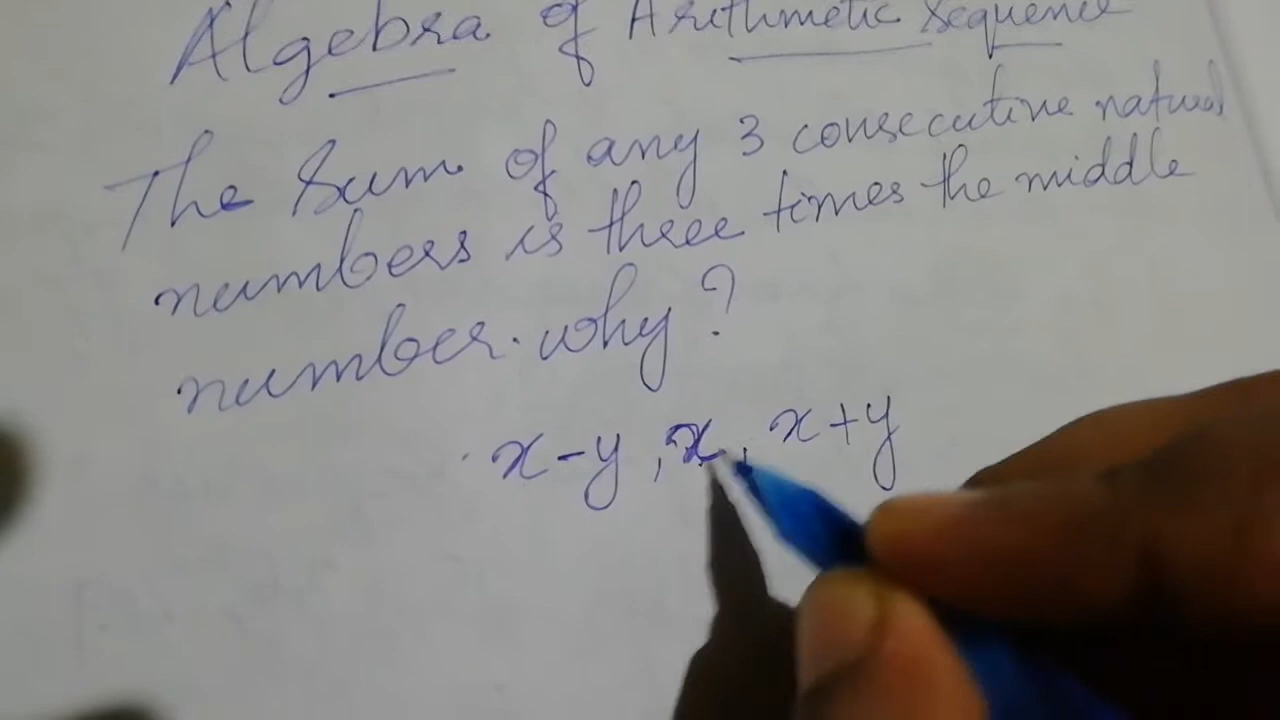 Algebra of Arithmetic Sequence
The Sum of any 3 consecutive natural
numbers is three times the middle
number. why?
x-y, x, x+y